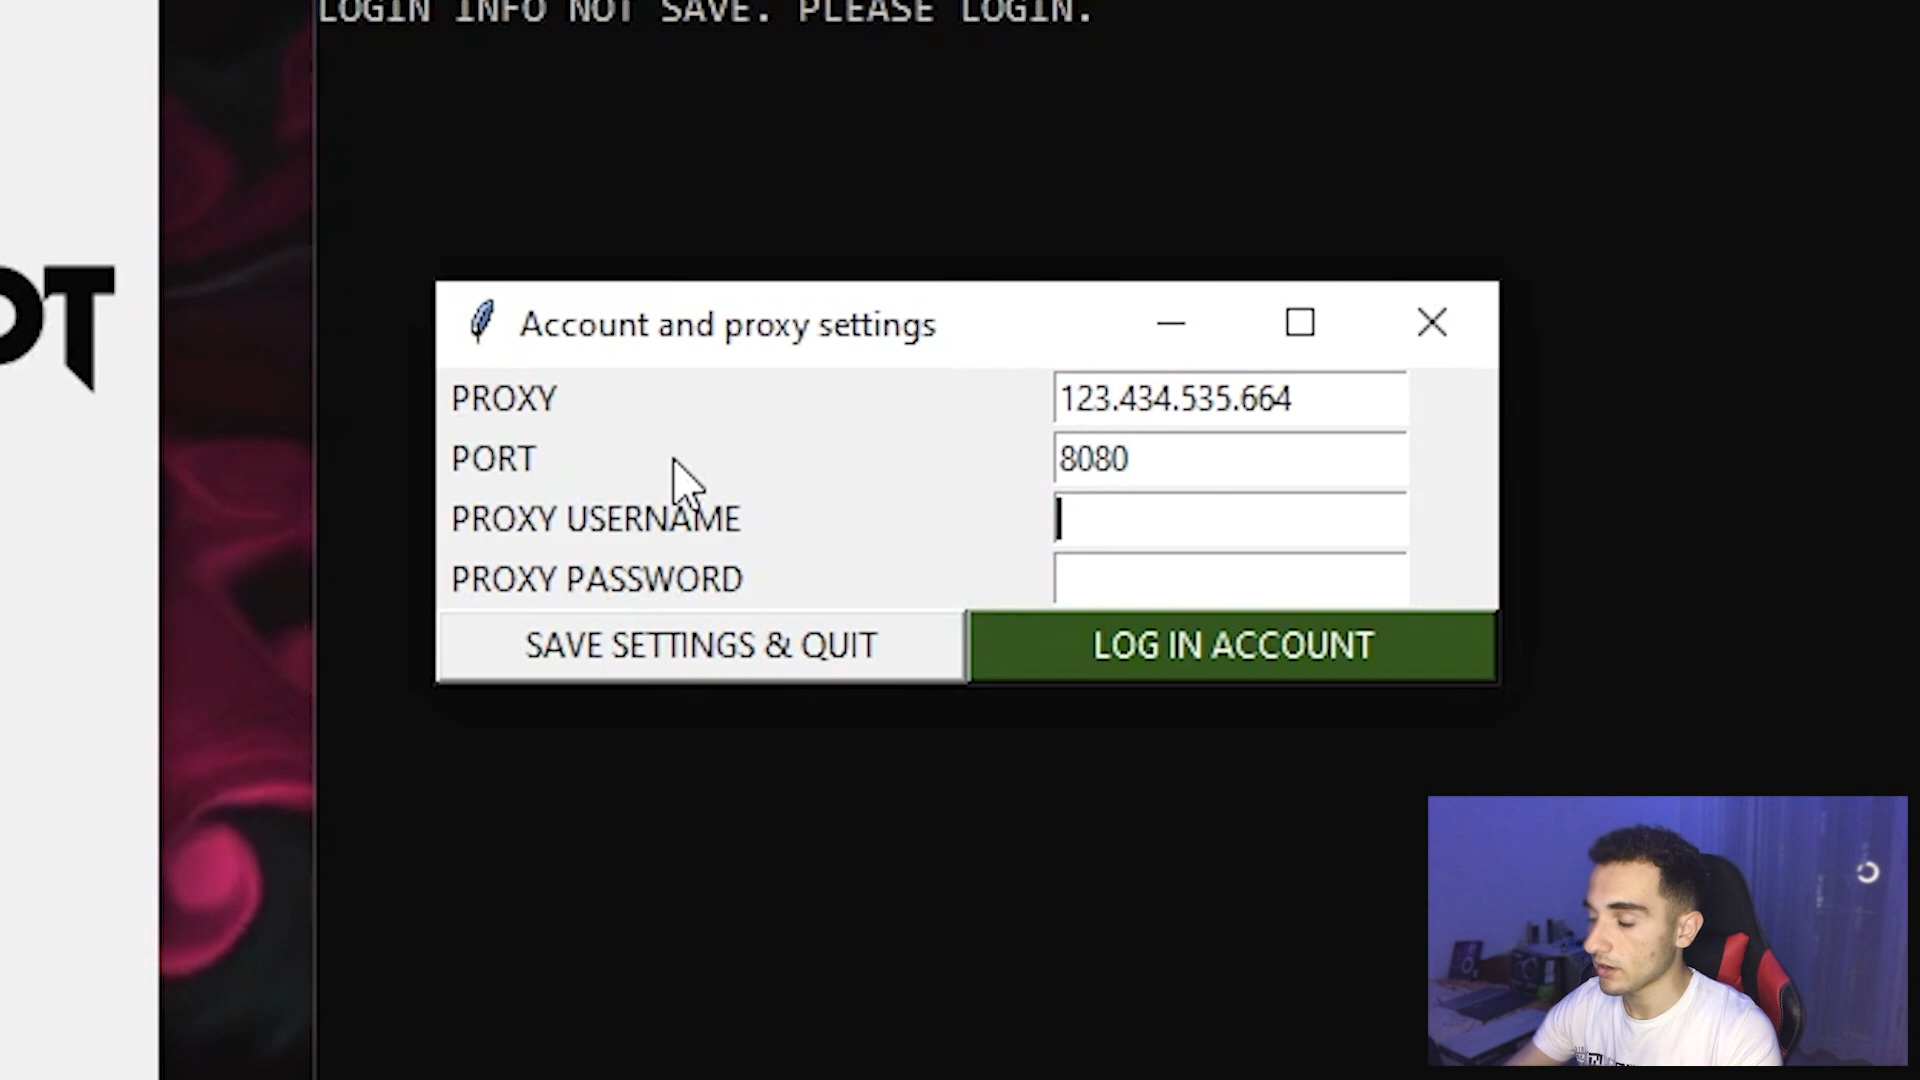 LOGIN INFO NOT SAVE. PLEASE LOGIN.
OT
Account and proxy settings
PROXY 123.434.535.664
PORT 8080
PROXY USERNAME
PROXY PASSWORD
SAVE SETTINGS & QUIT LOG IN ACCOUNT